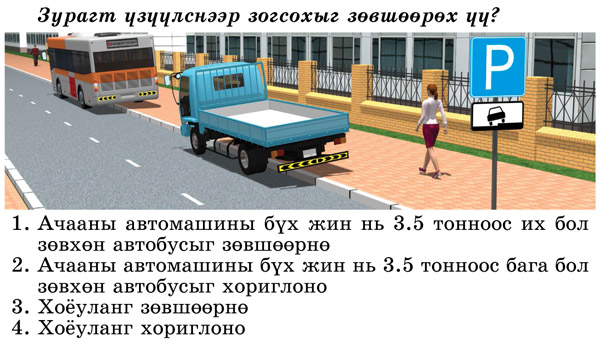 Зурагт үзүүлснээр зогсохыг зөвшөөрөх үү?
P
1. Ачааны автомашины бүх жин нь 3.5 тонноос их бол
зөвхөн автобусыг зөвшөөрнө
2. Ачааны автомашины бүх жин нь 3.5 тонноос бага бол
зөвхөн автобусыг хориглоно
3. Хоёуланг зөвшөөрнө
4. Хоёуланг хориглоно